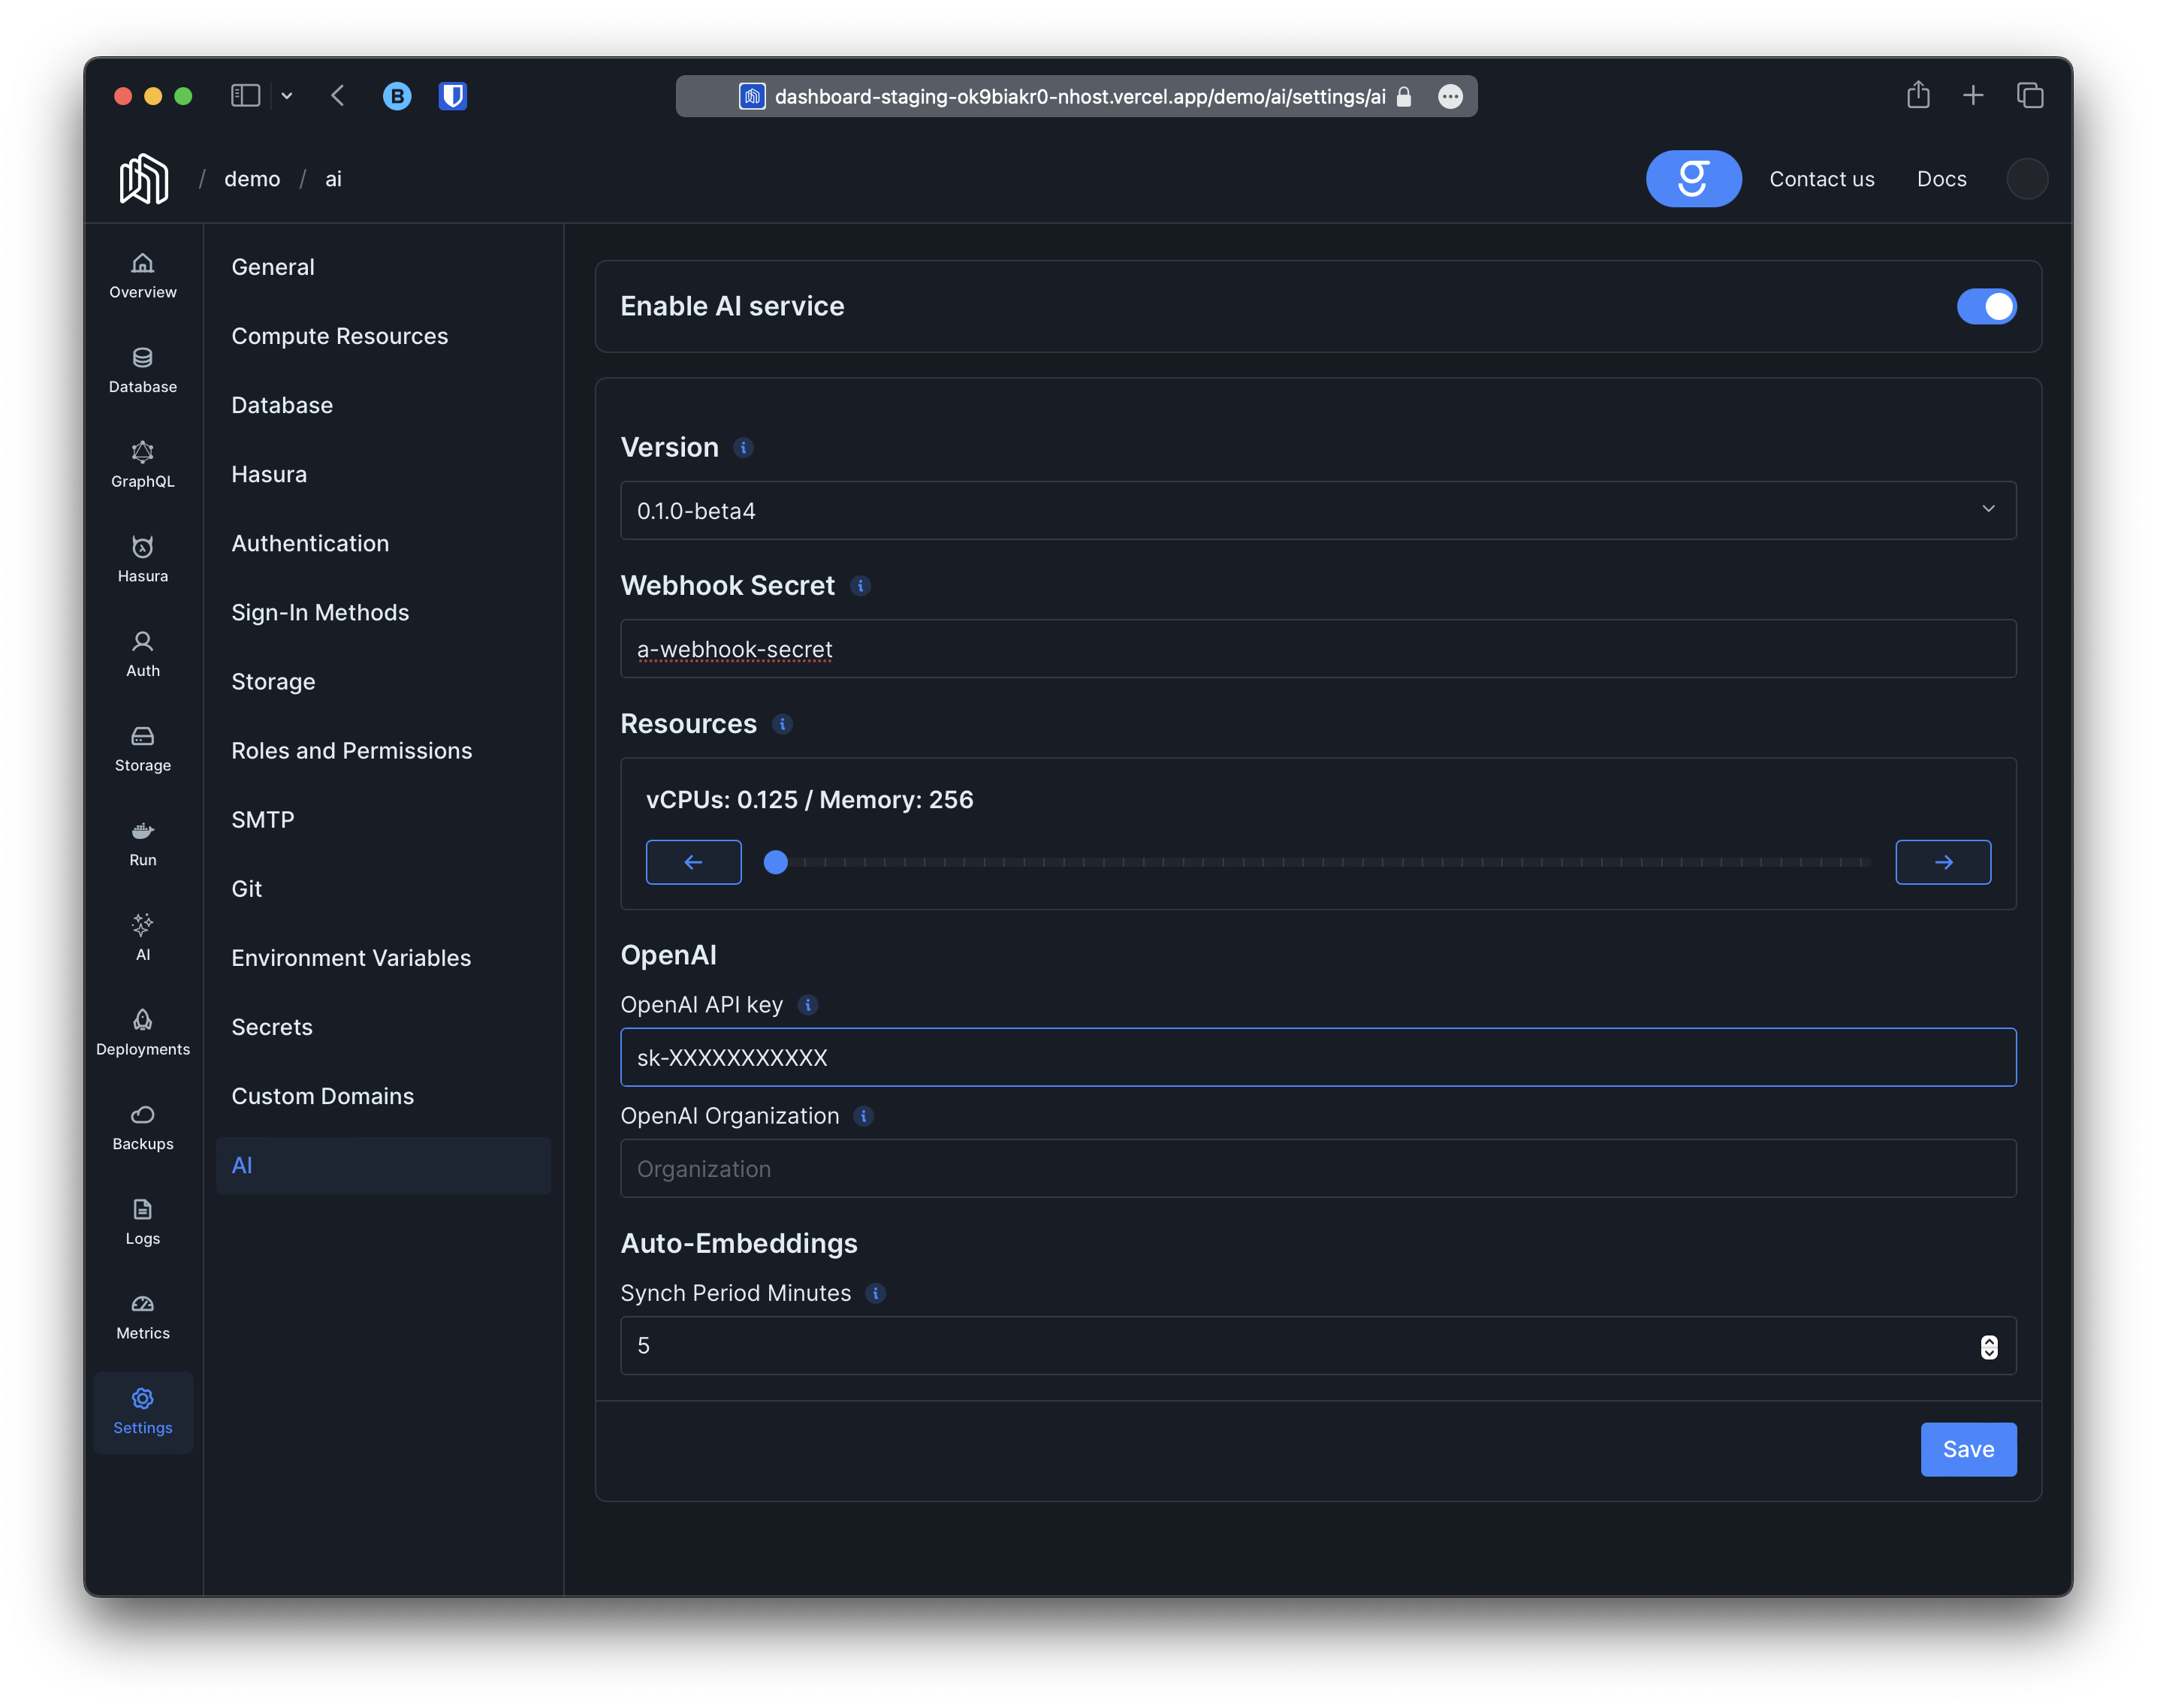 B
dashboard-staging-ok9biakr0-nhost.vercel.app/demo/ai/settings/ai
/ demo / ai
g
Contact us
Docs
Overview
Database
GraphQL
Hasura
Auth
Storage
Run
AI
Deployments
Backups
Logs
Metrics
Settings
General
Compute Resources
Database
Hasura
Authentication
Sign-In Methods
Storage
Roles and Permissions
SMTP
Git
Environment Variables
Secrets
Custom Domains
AI
Enable AI service
Version
0.1.0-beta4
Webhook Secret
a-webhook-secret
Resources
vCPUs: 0.125 / Memory: 256
OpenAI
OpenAI API key
sk-XXXXXXXXXXX
OpenAI Organization
Organization
Auto-Embeddings
Synch Period Minutes
5
Save